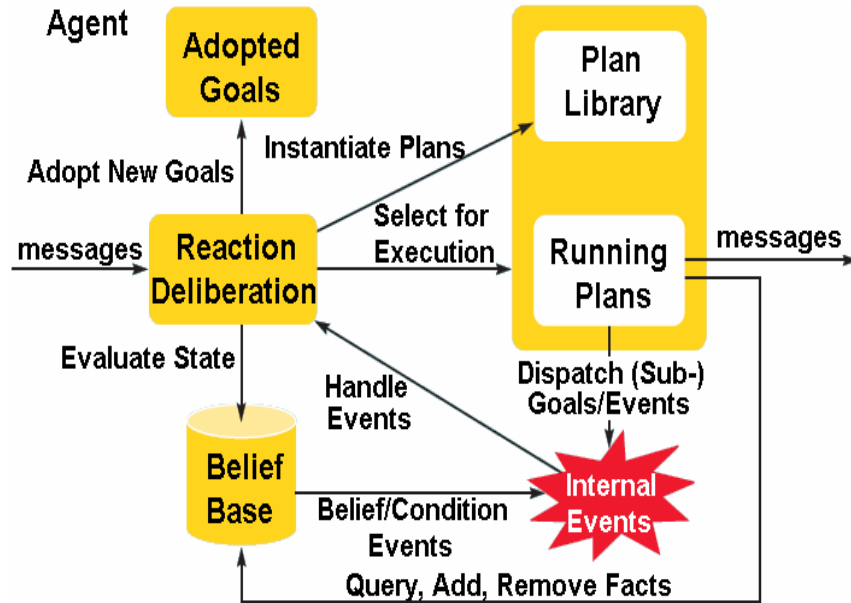 Agent
Adopted
Goals
Plan
Library
Instantiate Plans
Adopt New Goals
Select for
Execution
messages
Reaction
Deliberation
Running
Plans
messages
Evaluate State
Handle
Events
Dispatch (Sub-)
Goals/Events
Belief
Base
Internal
Events
Belief/Condition
Events
Query, Add, Remove Facts